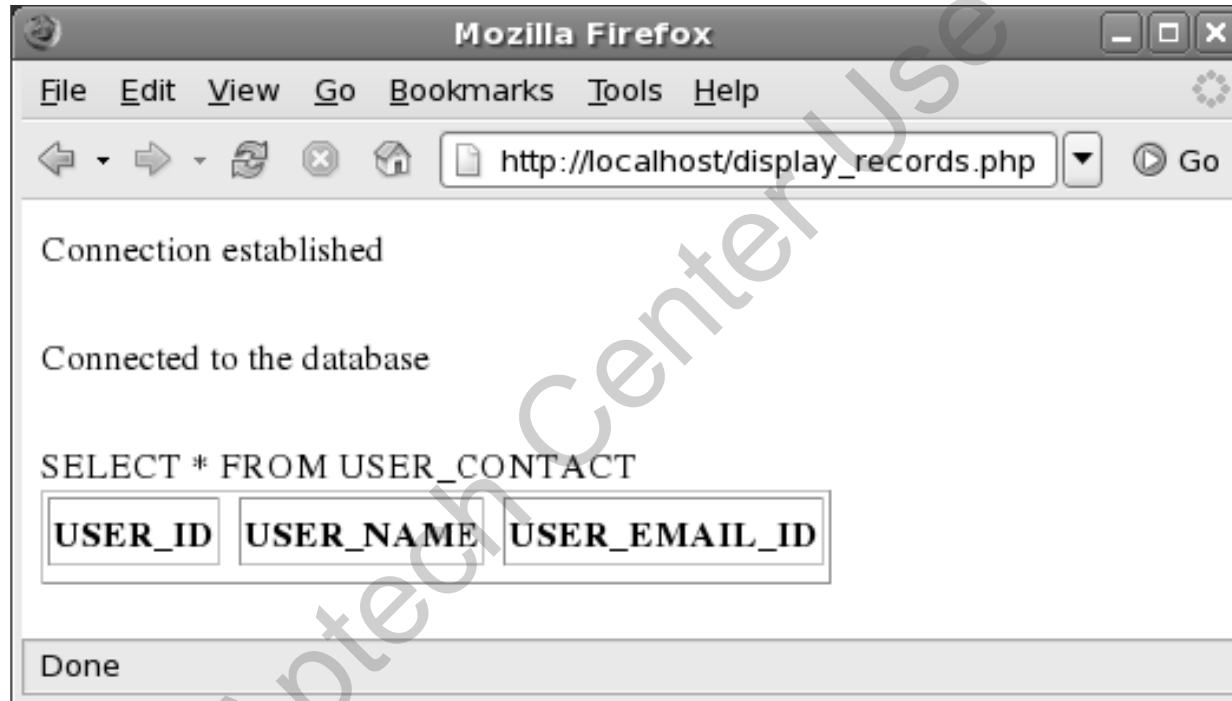 Mozilla Firefox
File Edit View Go Bookmarks Tools Help
http://localhost/display_records.php Go
Connection established
Connected to the database
SELECT * FROM USER_CONTACT
USER_ID USER_NAME USER_EMAIL_ID
Done
Aptech Center Use